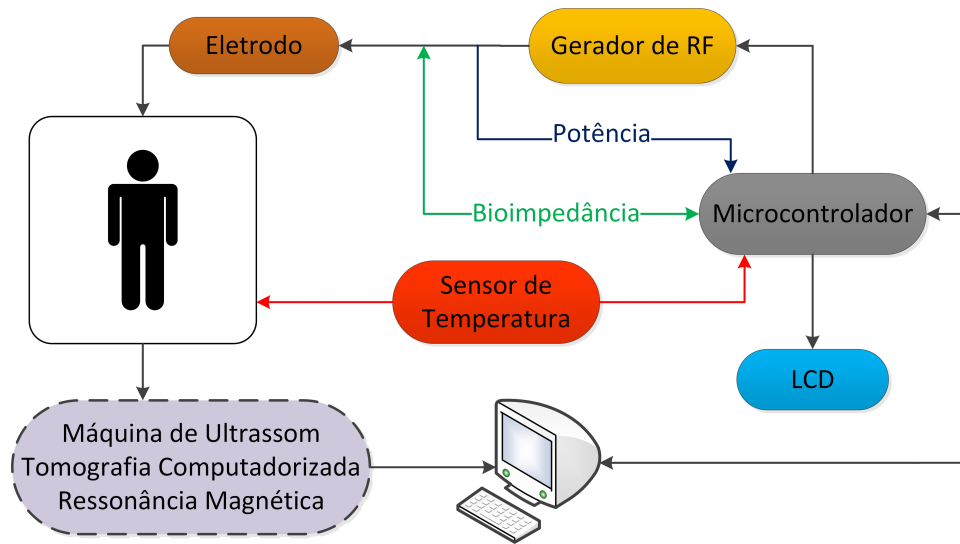 Eletrodo
Gerador de RF
Potência
Bioimpedância
Microcontrolador
Sensor de
Temperatura
LCD
Máquina de Ultrassom
Tomografia Computadorizada
Ressonância Magnética